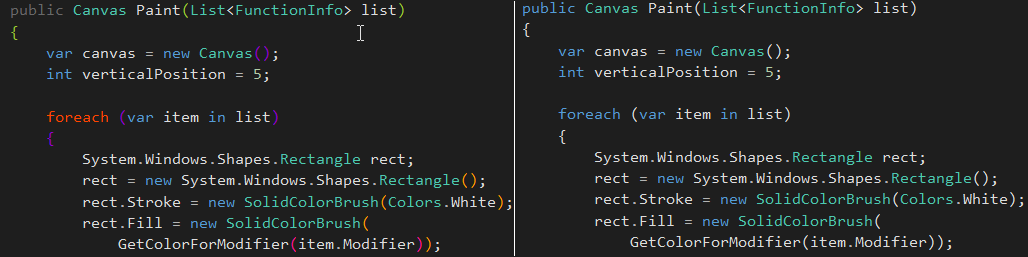 public Canvas Paint(List<FunctionInfo> list)
{
    var canvas = new Canvas();
    int verticalPosition = 5;
    foreach (var item in list)
    {
        System.Windows.Shapes.Rectangle rect;
        rect = new System.Windows.Shapes.Rectangle();
        rect.Stroke = new SolidColorBrush(Colors.White);
        rect.Fill = new SolidColorBrush(
            GetColorForModifier(item.Modifier));
public Canvas Paint(List<FunctionInfo> list)
{
    var canvas = new Canvas();
    int verticalPosition = 5;
    foreach (var item in list)
    {
        System.Windows.Shapes.Rectangle rect;
        rect = new System.Windows.Shapes.Rectangle();
        rect.Stroke = new SolidColorBrush(Colors.White);
        rect.Fill = new SolidColorBrush(
            GetColorForModifier(item.Modifier));